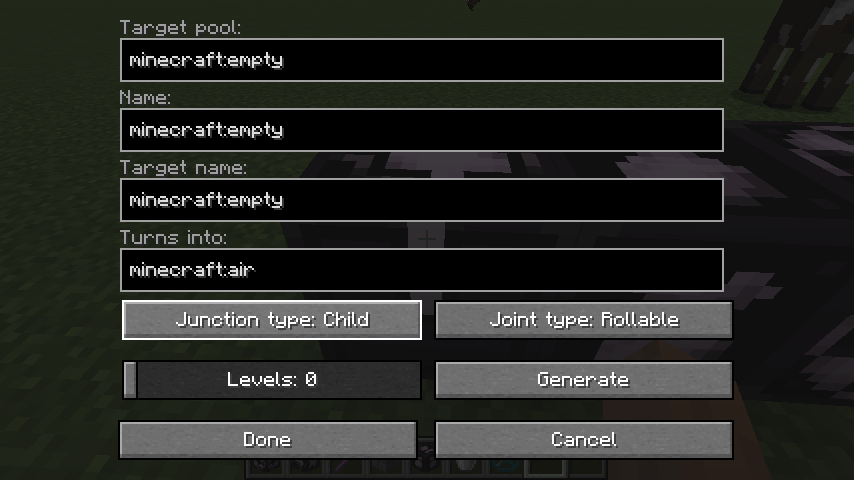 Target pool:
minecraft:empty
Name:
minecraft:empty
Target name:
minecraft:empty
Turns into:
minecraft:air
Junction type: Child
Joint type: Rollable
Levels: 0
Generate
Done
Cancel